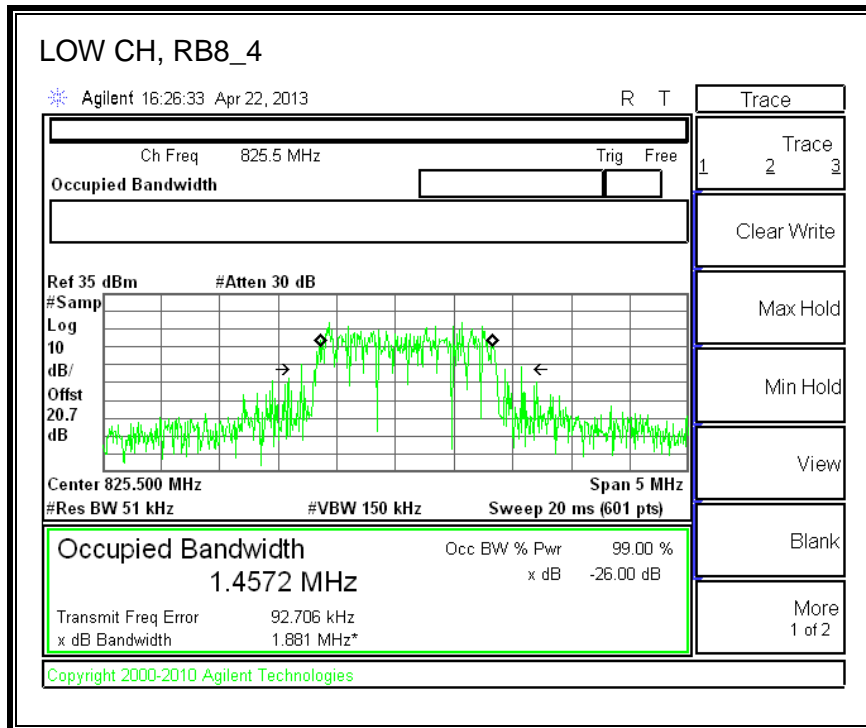 LOW CH, RB8_4
Agilent 16:26:33 Apr 22, 2013 R T
Trace
Ch Freq 825.5 MHz Trig Free
Occupied Bandwidth
Trace
1 2 3
Clear Write
Ref 35 dBm #Atten 30 dB
#Samp
Log
10
dB/
Offst
20.7
dB
Max Hold
Min Hold
View
Center 825.500 MHz Span 5 MHz
#Res BW 51 kHz #VBW 150 kHz Sweep 20 ms (601 pts)
Occupied Bandwidth Occ BW % Pwr 99.00 %
1.4572 MHz x dB -26.00 dB
Transmit Freq Error 92.706 kHz
x dB Bandwidth 1.881 MHz*
Blank
More
1 of 2
Copyright 2000-2010 Agilent Technologies